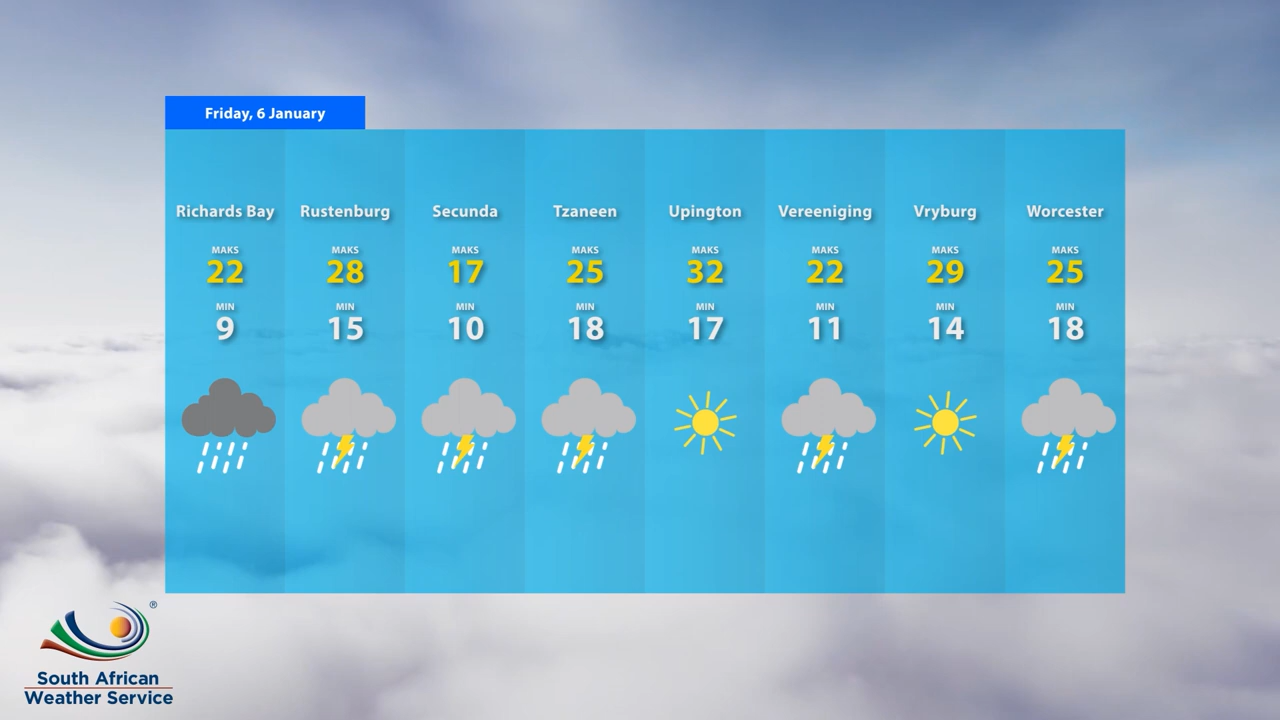 Friday, 6 January
Richards Bay
MAKS
22
MIN
9
Rustenburg
MAKS
28
MIN
15
Secunda
MAKS
17
MIN
10
Tzaneen
MAKS
25
MIN
18
Upington
MAKS
32
MIN
17
Vereeniging
MAKS
22
MIN
11
Vryburg
MAKS
29
MIN
14
Worcester
MAKS
25
MIN
18
®
South African
Weather Service